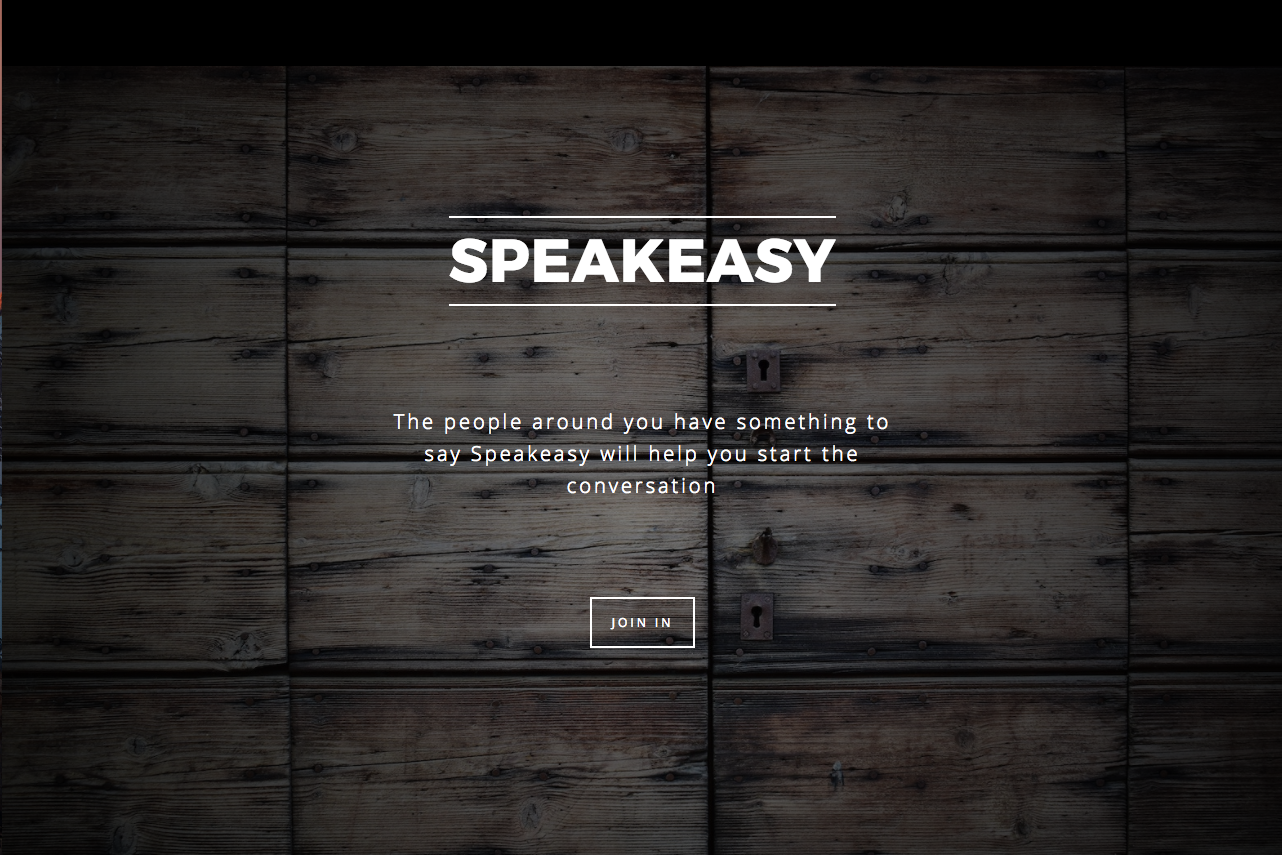 SPEAKEASY
The people around you have something to
say Speakeasy will help you start the
conversation
JOIN IN